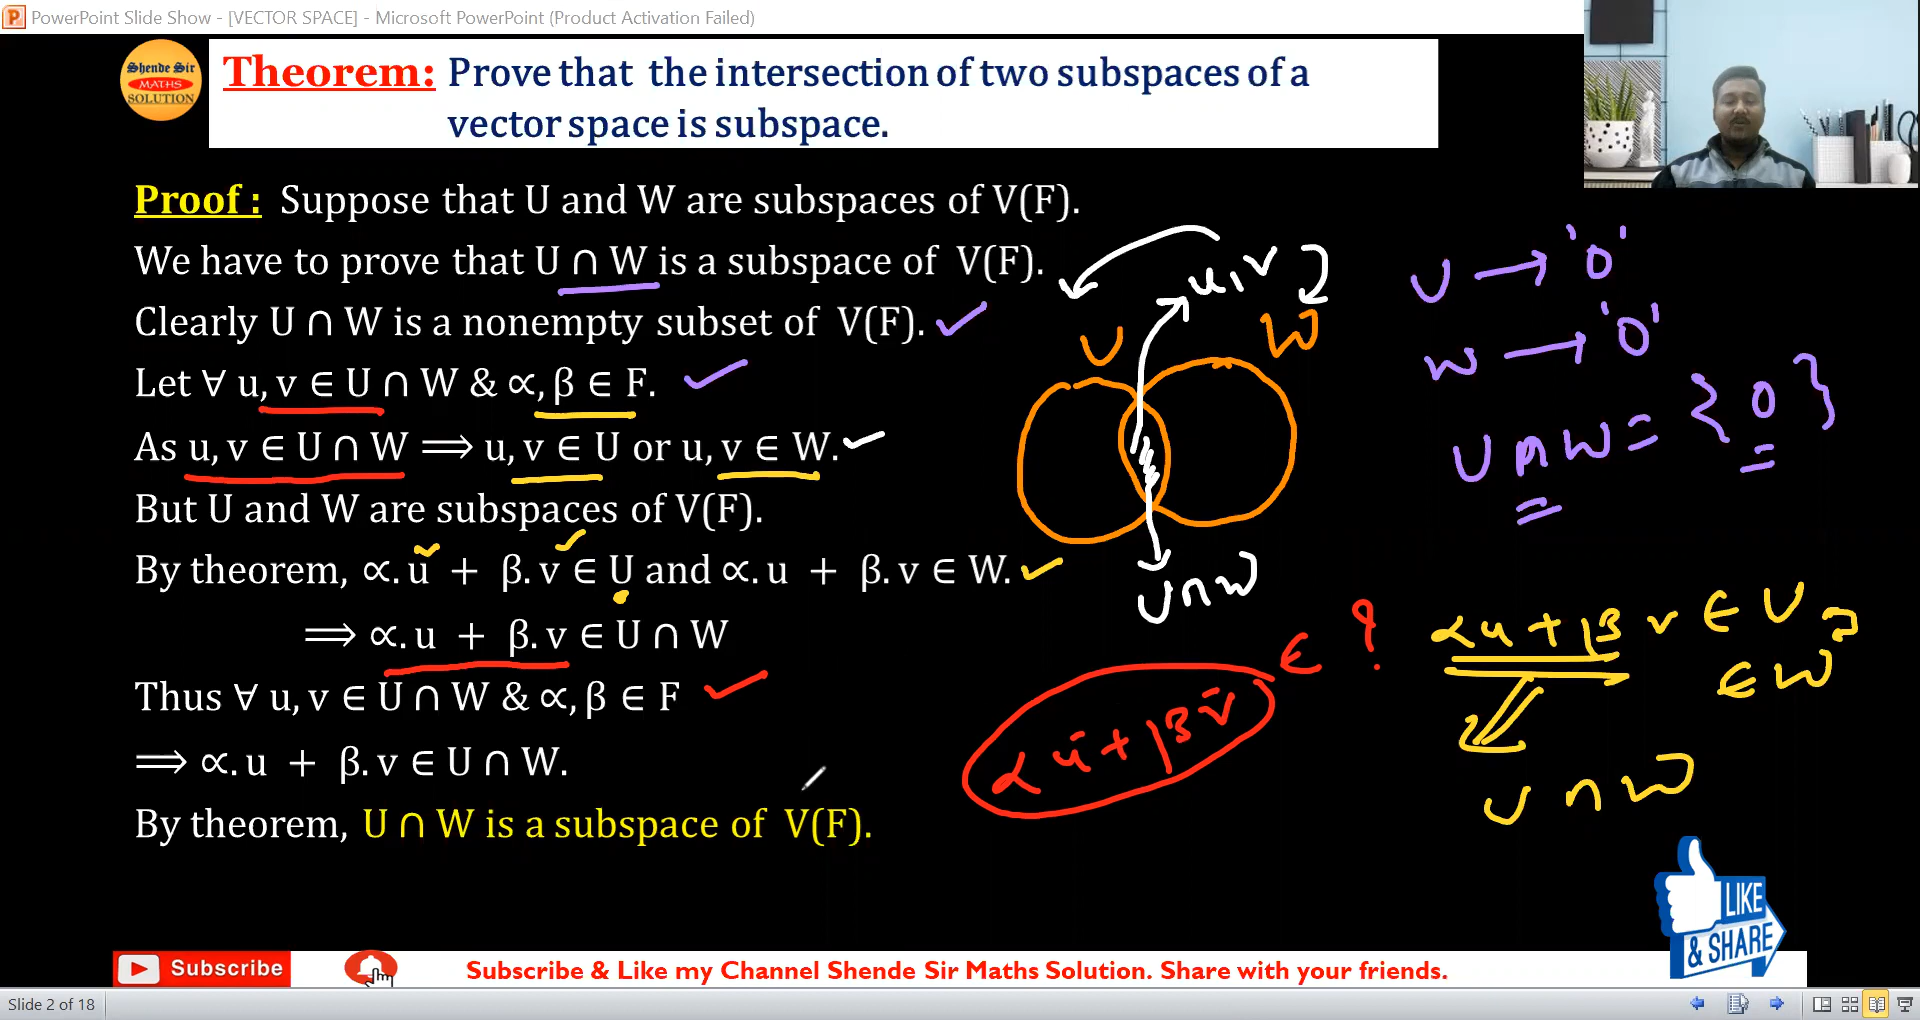 PowerPoint Slide Show - [VECTOR SPACE] - Microsoft PowerPoint (Product Activation Failed)
Shende Sir
MATHS
SOLUTION
Theorem: Prove that the intersection of two subspaces of a
vector space is subspace.
Proof : Suppose that U and W are subspaces of V(F).
We have to prove that U ∩ W is a subspace of V(F).
Clearly U ∩ W is a nonempty subset of V(F).
Let ∀ u, v ∈ U ∩ W & ∝, β ∈ F.
As u, v ∈ U ∩ W ⟹ u, v ∈ U or u, v ∈ W.
But U and W are subspaces of V(F).
By theorem, ∝. u + β. v ∈ U and ∝. u + β. v ∈ W.
⟹ ∝. u + β. v ∈ U ∩ W
Thus ∀ u, v ∈ U ∩ W & ∝, β ∈ F
⟹ ∝. u + β. v ∈ U ∩ W.
By theorem, U ∩ W is a subspace of V(F).
u, v
U
W
U ∩ W
U → '0'
W → '0'
U ∩ W = { 0 }
αu + βv ∈ ?
αu + βv ∈ U
∈ W
U ∩ W
LIKE
& SHARE
Subscribe
Subscribe & Like my Channel Shende Sir Maths Solution. Share with your friends.
Slide 2 of 18